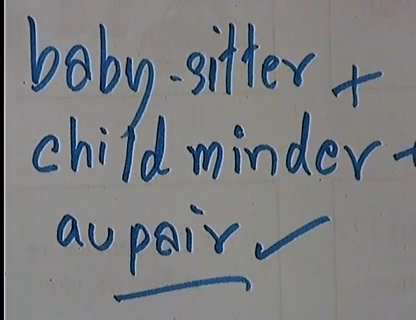 baby-sitter +
child minder +
au pair ✓